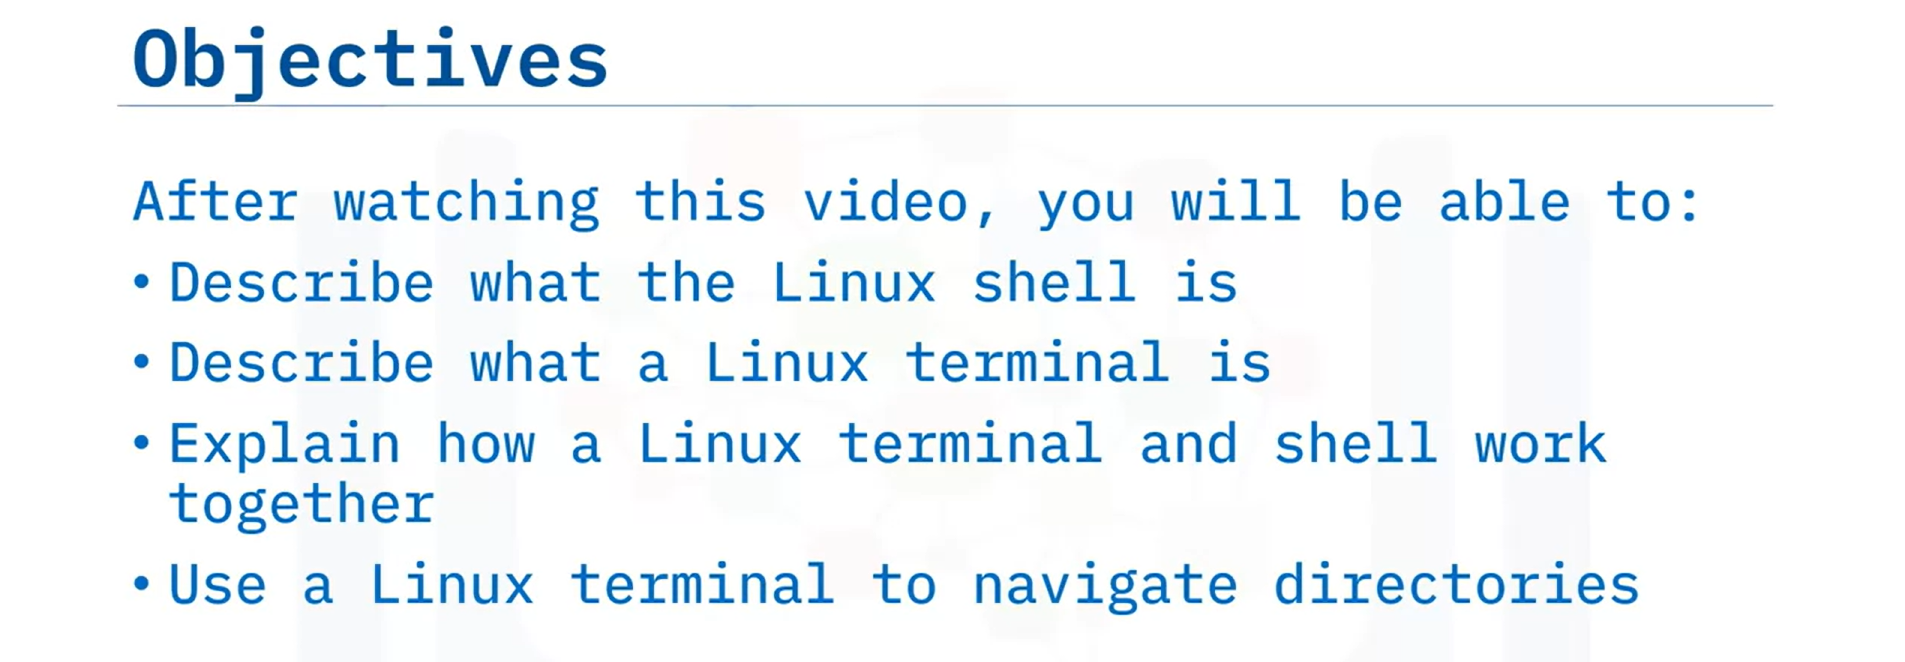 Objectives
After watching this video, you will be able to:
• Describe what the Linux shell is
• Describe what a Linux terminal is
• Explain how a Linux terminal and shell work
together
• Use a Linux terminal to navigate directories